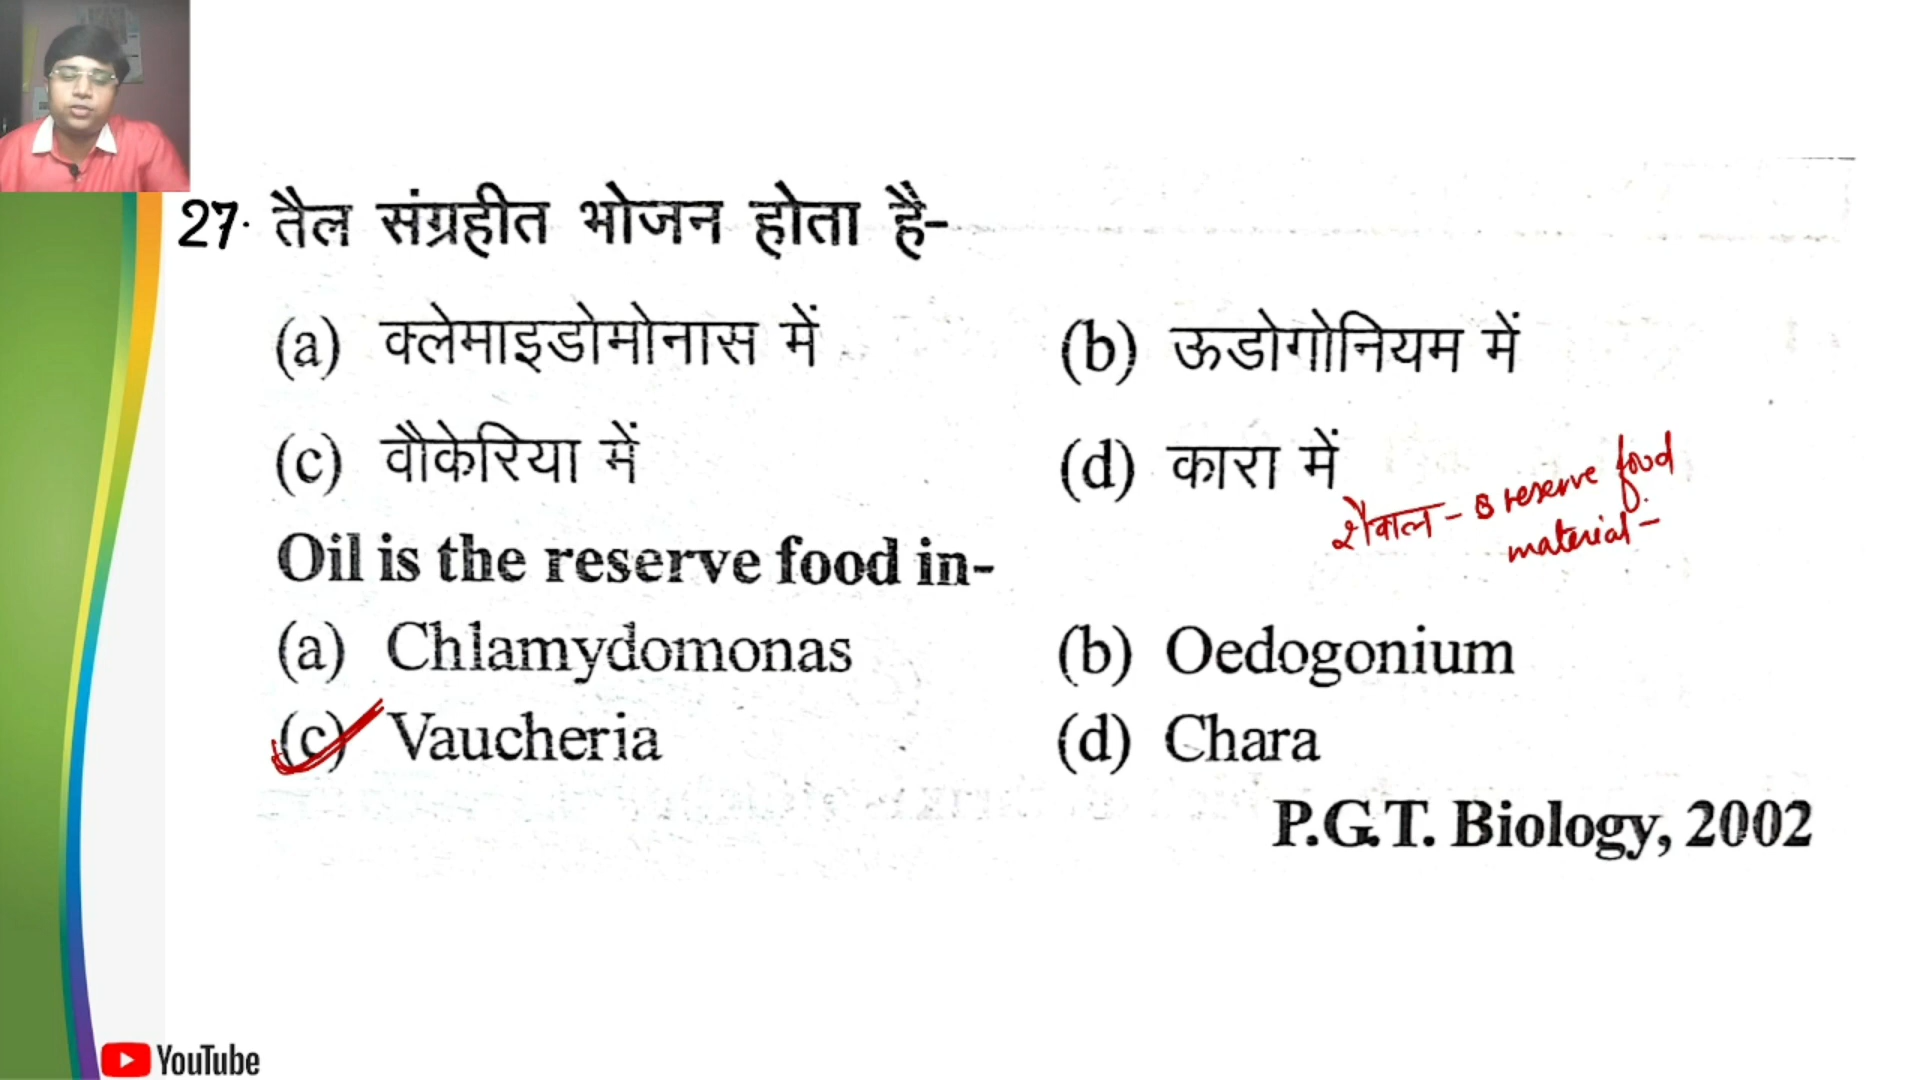 27. तैल संग्रहीत भोजन होता है-
(a) क्लेमाइडोमोनास में (b) ऊडोगोनियम में
(c) वौकेरिया में (d) कारा में
शैवाल - reserve food
material -
Oil is the reserve food in-
(a) Chlamydomonas (b) Oedogonium
(c) Vaucheria (d) Chara
P.G.T. Biology, 2002
YouTube